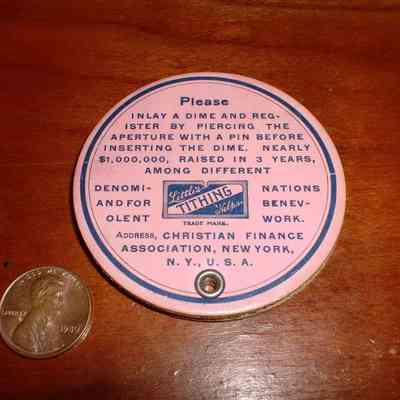 Please
INLAY A DIME AND REG-
ISTER BY PIERCING THE
APERTURE WITH A PIN BEFORE
INSERTING THE DIME. NEARLY
$1,000,000, RAISED IN 3 YEARS,
AMONG DIFFERENT
DENOMI- NATIONS
AND FOR BENEV-
OLENT WORK.
Little's
TITHING
Helps
TRADE MARK.
ADDRESS, CHRISTIAN FINANCE
ASSOCIATION, NEW YORK,
N. Y., U. S. A.
LIBERTY